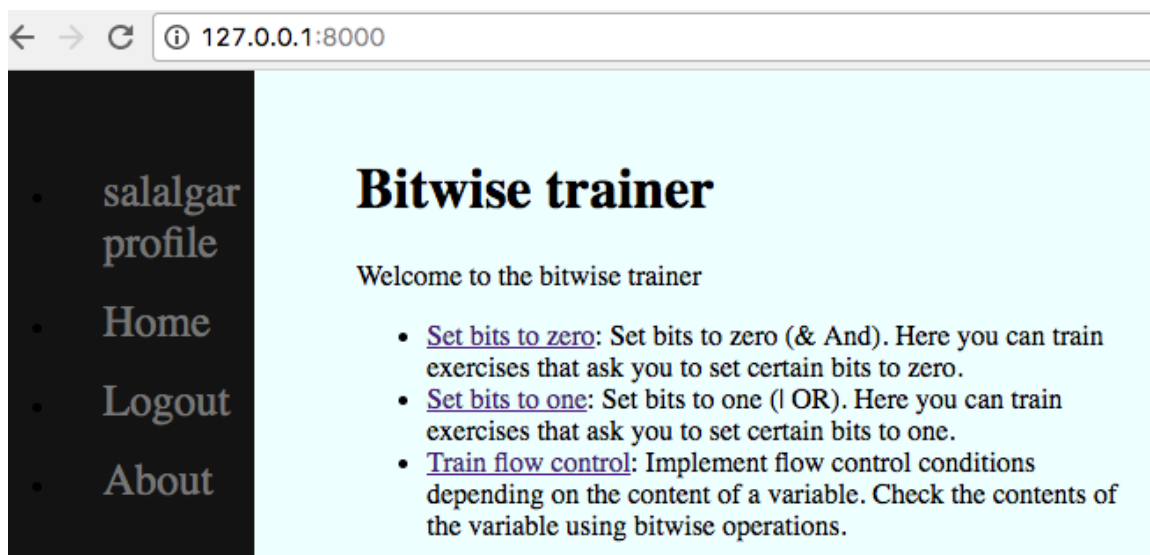 127.0.0.1:8000
salalgar
profile
Home
Logout
About
Bitwise trainer
Welcome to the bitwise trainer
Set bits to zero: Set bits to zero (& And). Here you can train
exercises that ask you to set certain bits to zero.
Set bits to one: Set bits to one (| OR). Here you can train
exercises that ask you to set certain bits to one.
Train flow control: Implement flow control conditions
depending on the content of a variable. Check the contents of
the variable using bitwise operations.